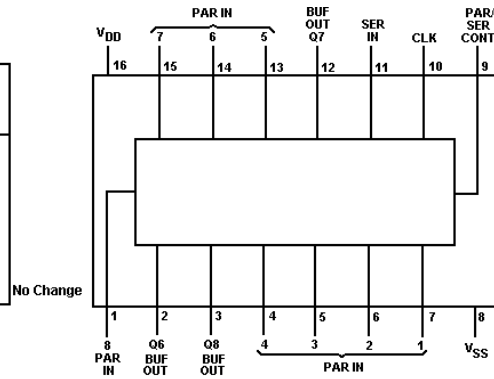 PAR IN
BUF
OUT
Q7
SER
IN
CLK
PAR/
SER
CONT
VDD
7 6 5
16 15 14 13 12 11 10 9
No Change
1 2 3 4 5 6 7 8
8
PAR
IN
Q6
BUF
OUT
Q8
BUF
OUT
4 3 2 1
PAR IN
VSS